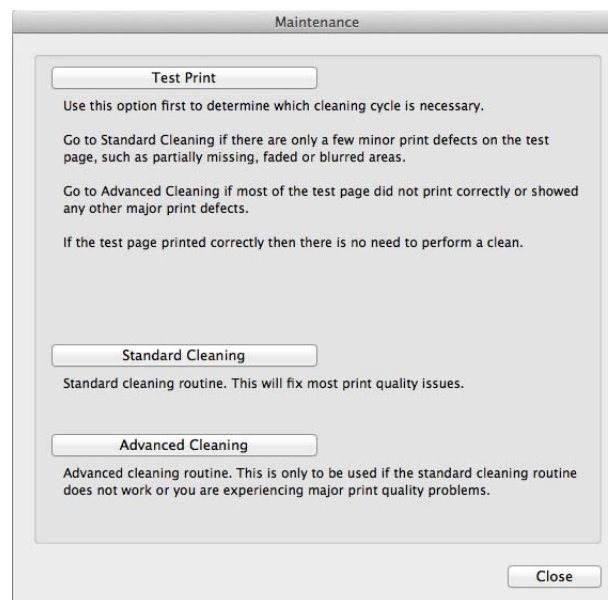 Maintenance
Test Print
Use this option first to determine which cleaning cycle is necessary.
Go to Standard Cleaning if there are only a few minor print defects on the test
page, such as partially missing, faded or blurred areas.
Go to Advanced Cleaning if most of the test page did not print correctly or showed
any other major print defects.
If the test page printed correctly then there is no need to perform a clean.
Standard Cleaning
Standard cleaning routine. This will fix most print quality issues.
Advanced Cleaning
Advanced cleaning routine. This is only to be used if the standard cleaning routine
does not work or you are experiencing major print quality problems.
Close